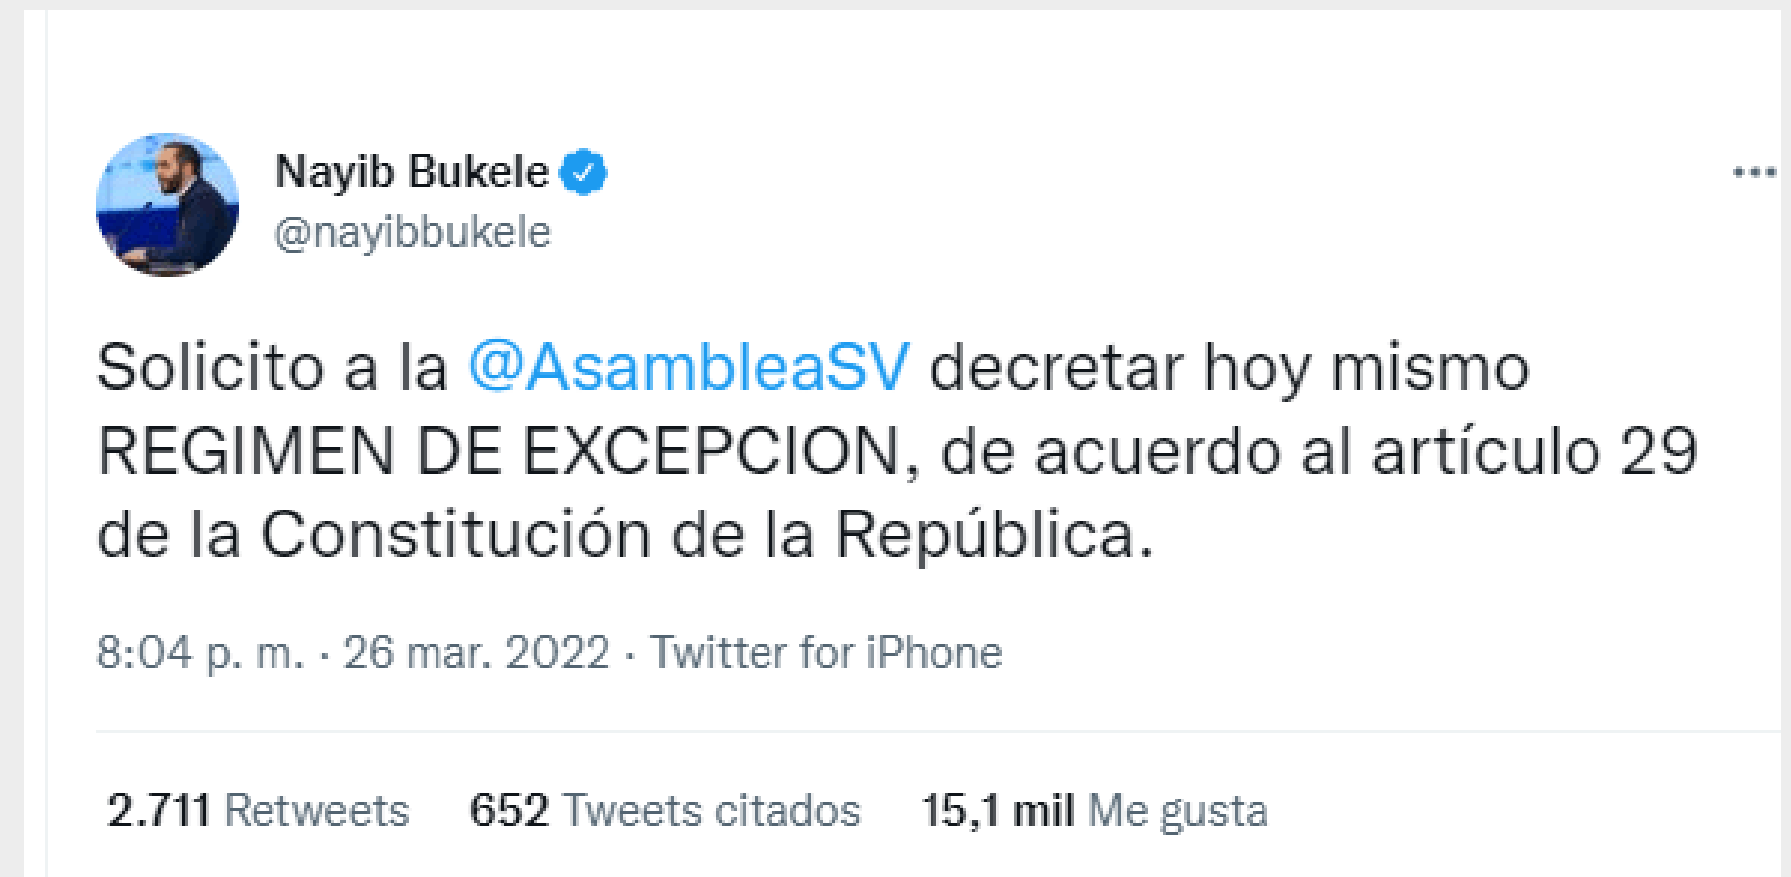 Nayib Bukele
@nayibbukele
Solicito a la @AsambleaSV decretar hoy mismo
REGIMEN DE EXCEPCION, de acuerdo al artículo 29
de la Constitución de la República.
8:04 p. m. · 26 mar. 2022 · Twitter for iPhone
2.711 Retweets 652 Tweets citados 15,1 mil Me gusta